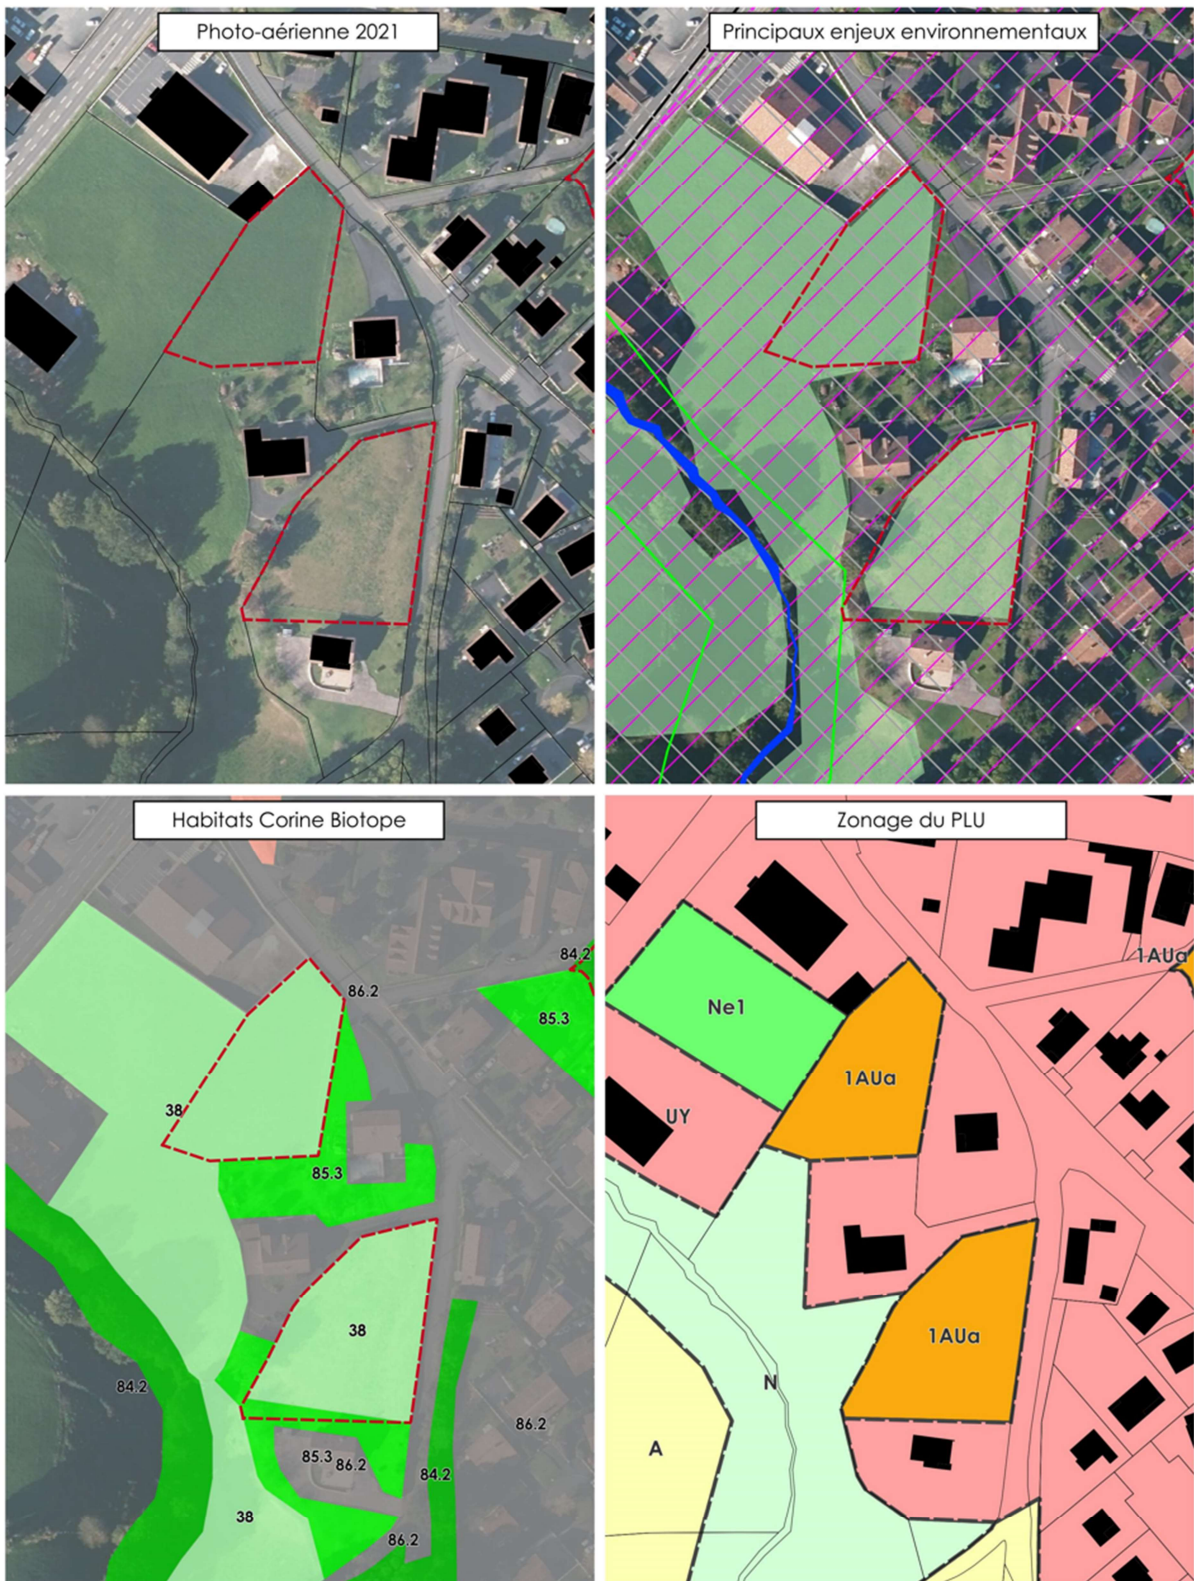 Photo-aérienne 2021
Principaux enjeux environnementaux
Habitats Corine Biotope
84.2
86.2
85.3
38
85.3
38
84.2
86.2
85.3
86.2
84.2
38
86.2
Zonage du PLU
1AUa
Ne1
1AUa
UY
1AUa
N
A